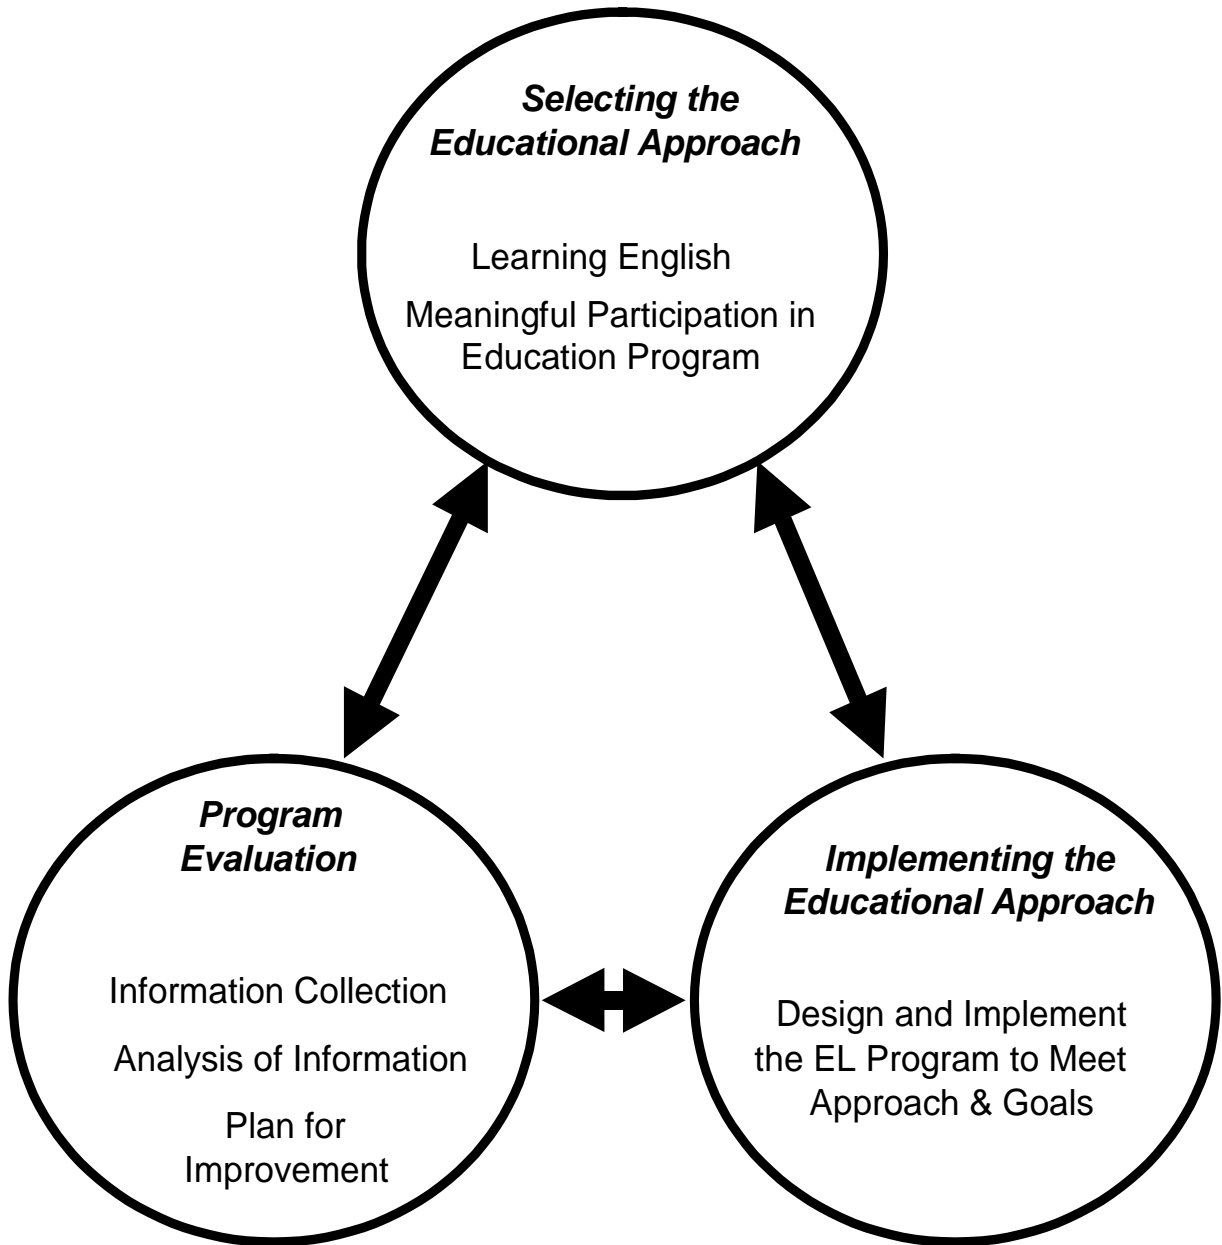 Selecting the
Educational Approach
Learning English
Meaningful Participation in
Education Program
Program
Evaluation
Information Collection
Analysis of Information
Plan for
Improvement
Implementing the
Educational Approach
Design and Implement
the EL Program to Meet
Approach & Goals